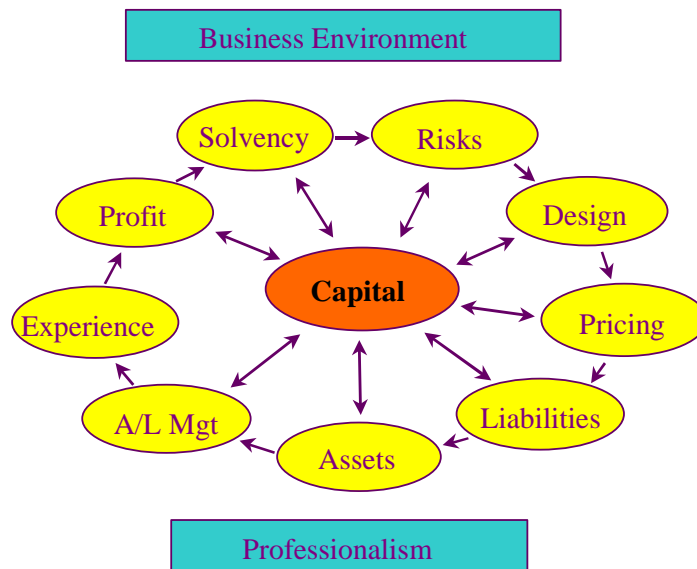 Business Environment
Solvency
Risks
Profit
Design
Capital
Experience
Pricing
A/L Mgt
Liabilities
Assets
Professionalism